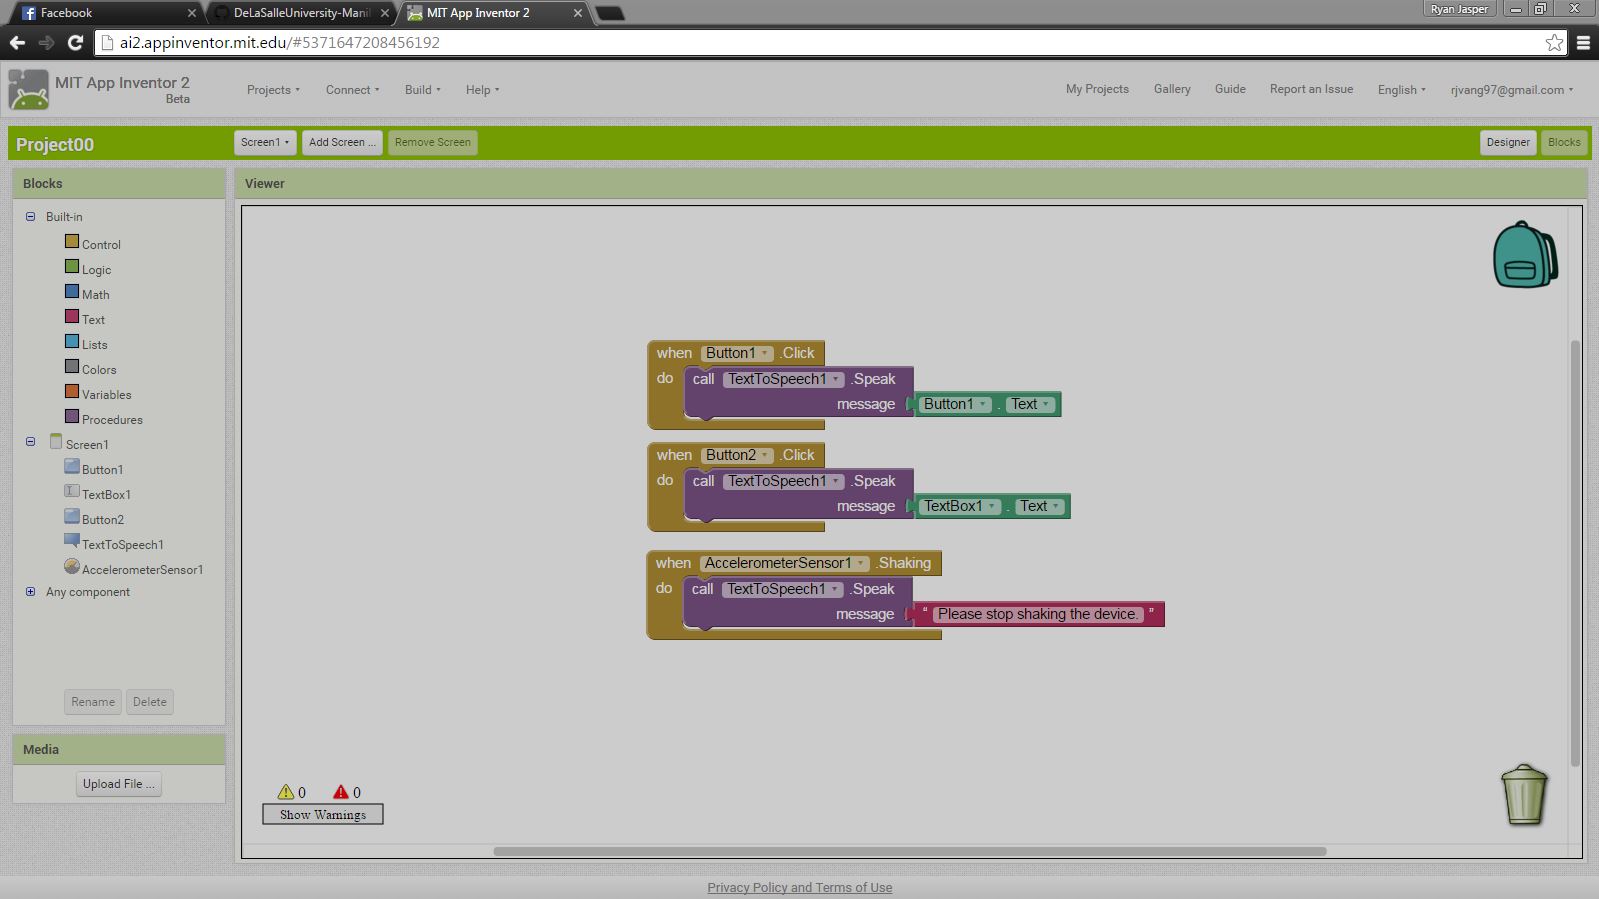 Facebook
DeLaSalleUniversity-Manil
MIT App Inventor 2
Ryan Jasper
ai2.appinventor.mit.edu/#5371647208456192
MIT App Inventor 2
Beta
Projects
Connect
Build
Help
My Projects
Gallery
Guide
Report an Issue
English
rjvang97@gmail.com
Project00
Screen1
Add Screen ...
Remove Screen
Designer
Blocks
Blocks
Built-in
Control
Logic
Math
Text
Lists
Colors
Variables
Procedures
Screen1
Button1
TextBox1
Button2
TextToSpeech1
AccelerometerSensor1
Any component
Rename
Delete
Media
Upload File ...
Viewer
when Button1 .Click
do call TextToSpeech1 .Speak
message Button1 . Text
when Button2 .Click
do call TextToSpeech1 .Speak
message TextBox1 . Text
when AccelerometerSensor1 .Shaking
do call TextToSpeech1 .Speak
message “ Please stop shaking the device. ”
0 0
Show Warnings
Privacy Policy and Terms of Use